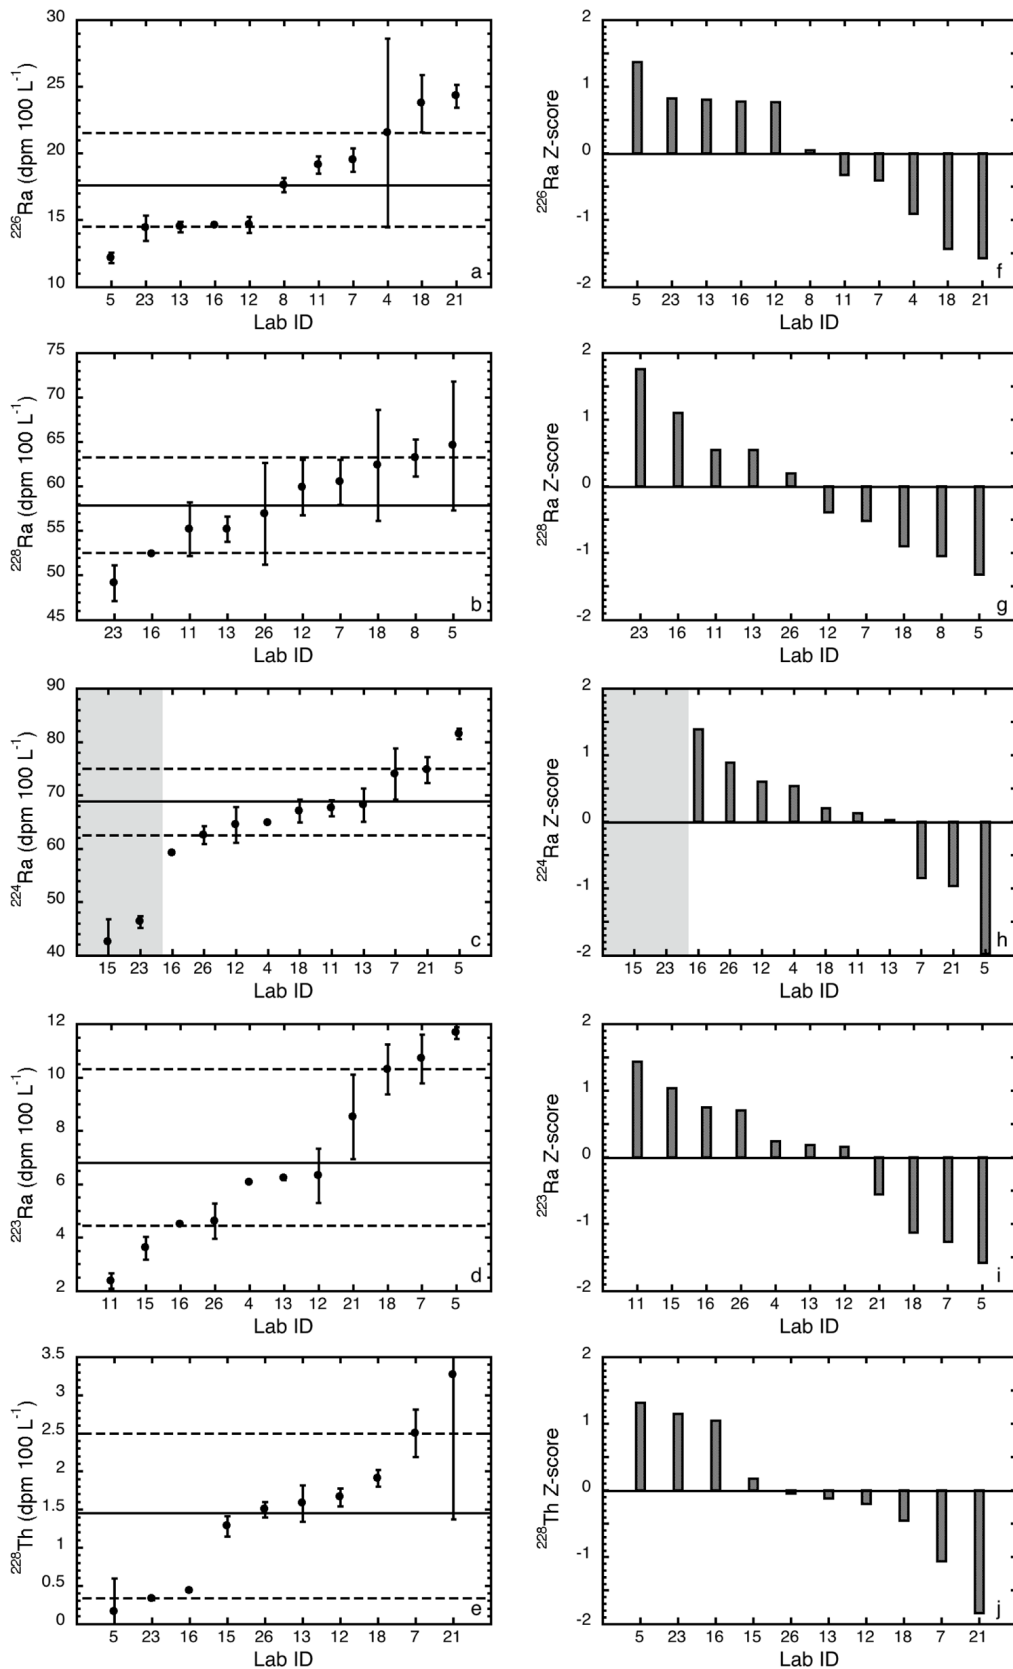 30
25
20
15
10
²²⁶Ra (dpm 100 L⁻¹)
a
5 23 13 16 12 8 11 7 4 18 21
Lab ID
2
1
0
-1
-2
²²⁶Ra Z-score
f
5 23 13 16 12 8 11 7 4 18 21
Lab ID
75
70
65
60
55
50
45
²²⁸Ra (dpm 100 L⁻¹)
b
23 16 11 13 26 12 7 18 8 5
Lab ID
2
1
0
-1
-2
²²⁸Ra Z-score
g
23 16 11 13 26 12 7 18 8 5
Lab ID
90
80
70
60
50
40
²²⁴Ra (dpm 100 L⁻¹)
c
15 23 16 26 12 4 18 11 13 7 21 5
Lab ID
2
1
0
-1
-2
²²⁴Ra Z-score
h
15 23 16 26 12 4 18 11 13 7 21 5
Lab ID
12
10
8
6
4
2
²²³Ra (dpm 100 L⁻¹)
d
11 15 16 26 4 13 12 21 18 7 5
Lab ID
2
1
0
-1
-2
²²³Ra Z-score
i
11 15 16 26 4 13 12 21 18 7 5
Lab ID
3.5
3
2.5
2
1.5
1
0.5
0
²²⁸Th (dpm 100 L⁻¹)
e
5 23 16 15 26 13 12 18 7 21
Lab ID
2
1
0
-1
-2
²²⁸Th Z-score
j
5 23 16 15 26 13 12 18 7 21
Lab ID